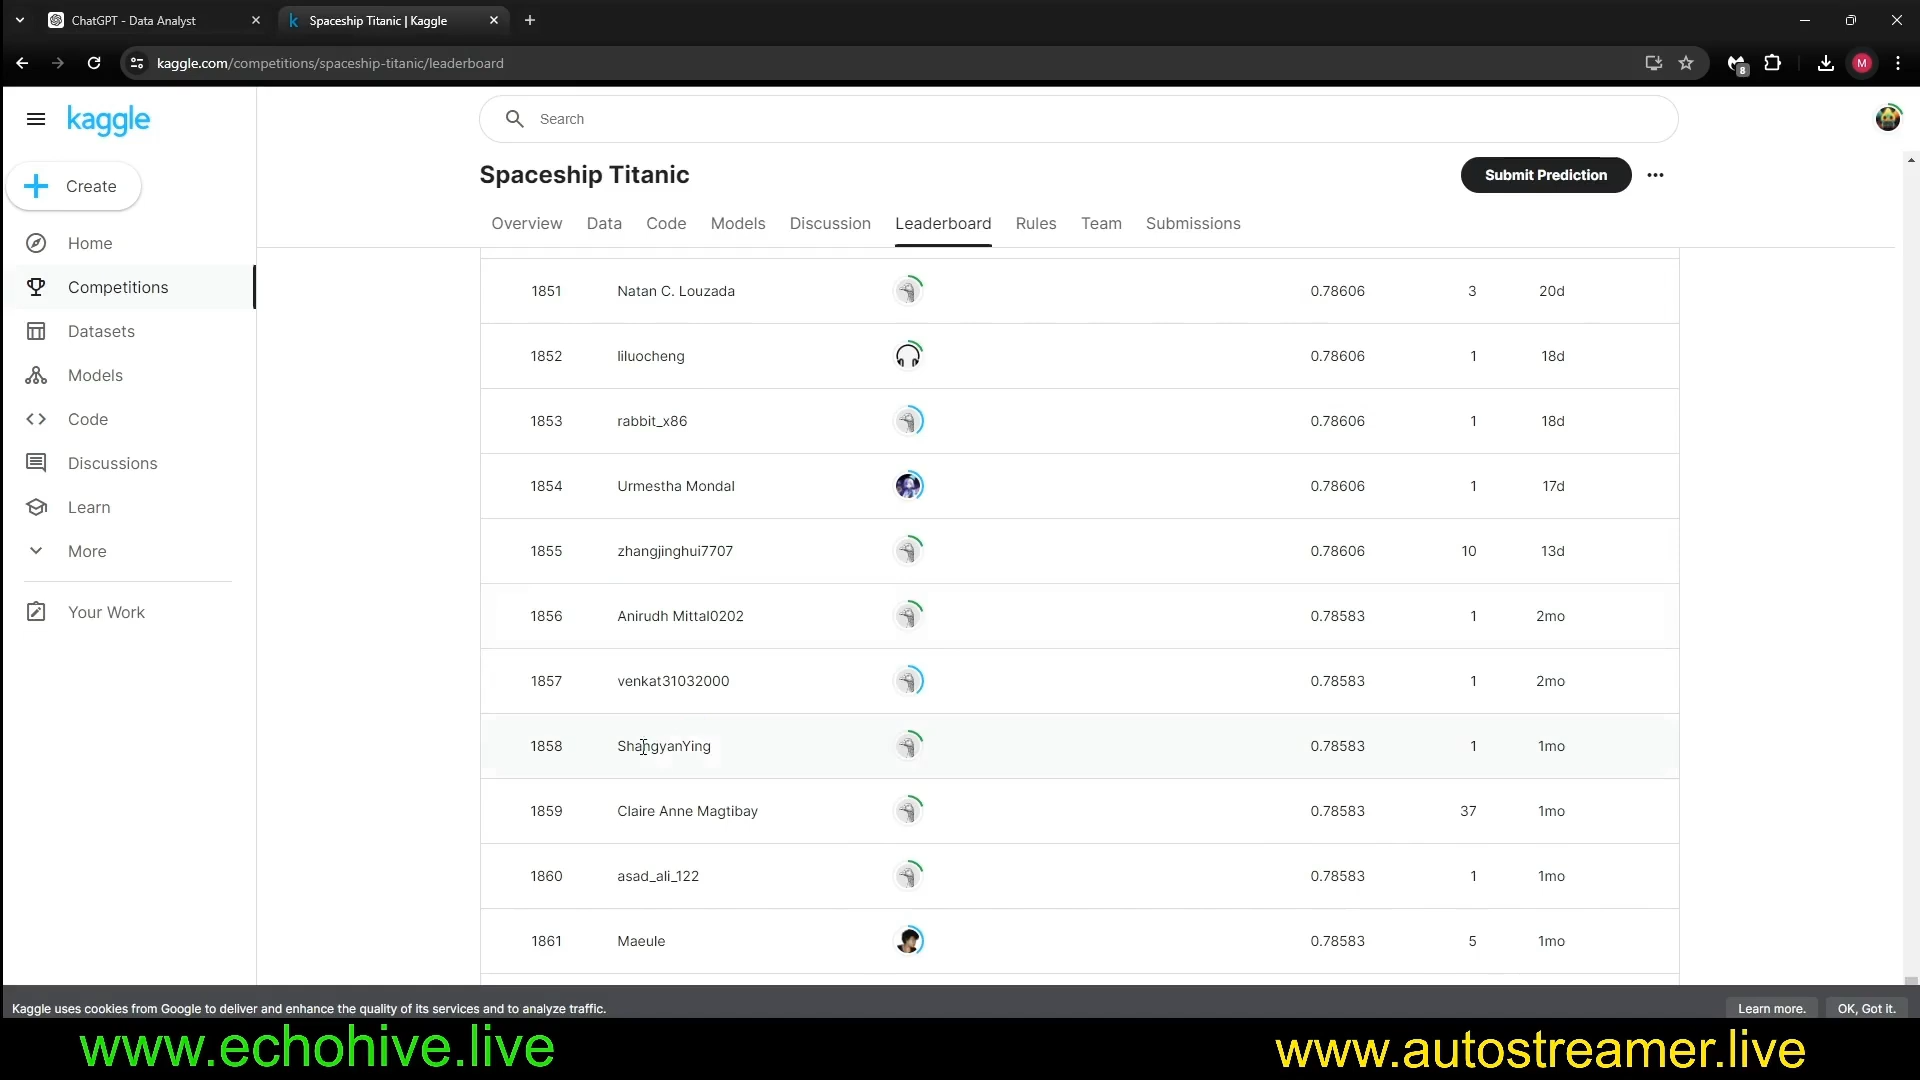 ChatGPT - Data Analyst
Spaceship Titanic | Kaggle
kaggle.com/competitions/spaceship-titanic/leaderboard
8
M
kaggle
Search
Create
Spaceship Titanic
Submit Prediction
Overview Data Code Models Discussion Leaderboard Rules Team Submissions
Home
Competitions
Datasets
Models
Code
Discussions
Learn
More
Your Work
1851 Natan C. Louzada 0.78606 3 20d
1852 liluocheng 0.78606 1 18d
1853 rabbit_x86 0.78606 1 18d
1854 Urmestha Mondal 0.78606 1 17d
1855 zhangjinghui7707 0.78606 10 13d
1856 Anirudh Mittal0202 0.78583 1 2mo
1857 venkat31032000 0.78583 1 2mo
1858 ShangyanYing 0.78583 1 1mo
1859 Claire Anne Magtibay 0.78583 37 1mo
1860 asad_ali_122 0.78583 1 1mo
1861 Maeule 0.78583 5 1mo
Kaggle uses cookies from Google to deliver and enhance the quality of its services and to analyze traffic.
Learn more.
OK, Got it.
www.echohive.live
www.autostreamer.live